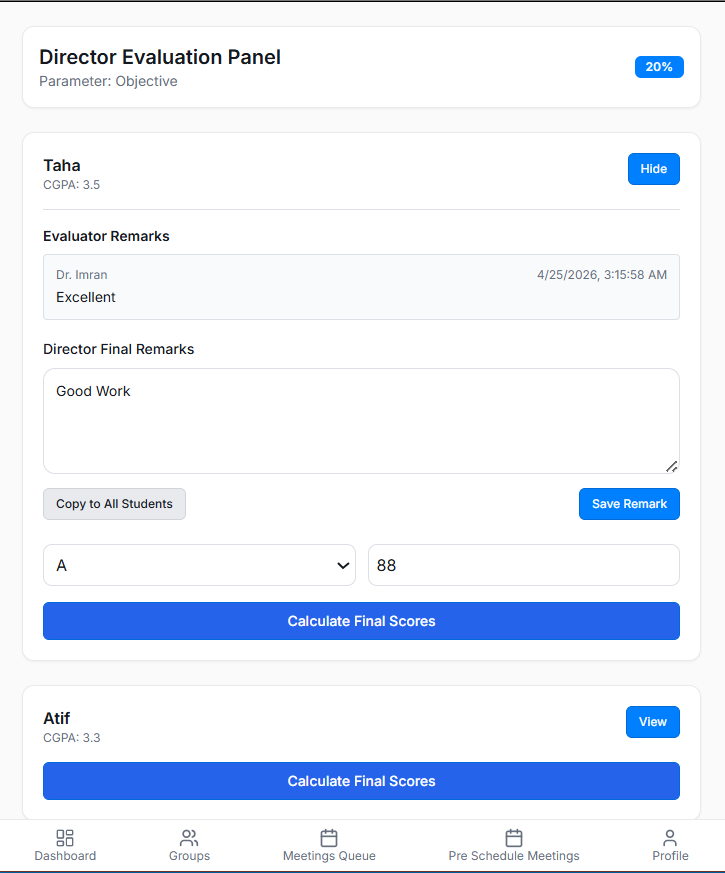 Director Evaluation Panel
Parameter: Objective
20%
Taha
CGPA: 3.5
Hide
Evaluator Remarks
Dr. Imran
4/25/2026, 3:15:58 AM
Excellent
Director Final Remarks
Good Work
Copy to All Students
Save Remark
A
88
Calculate Final Scores
Atif
CGPA: 3.3
View
Calculate Final Scores
Dashboard
Groups
Meetings Queue
Pre Schedule Meetings
Profile